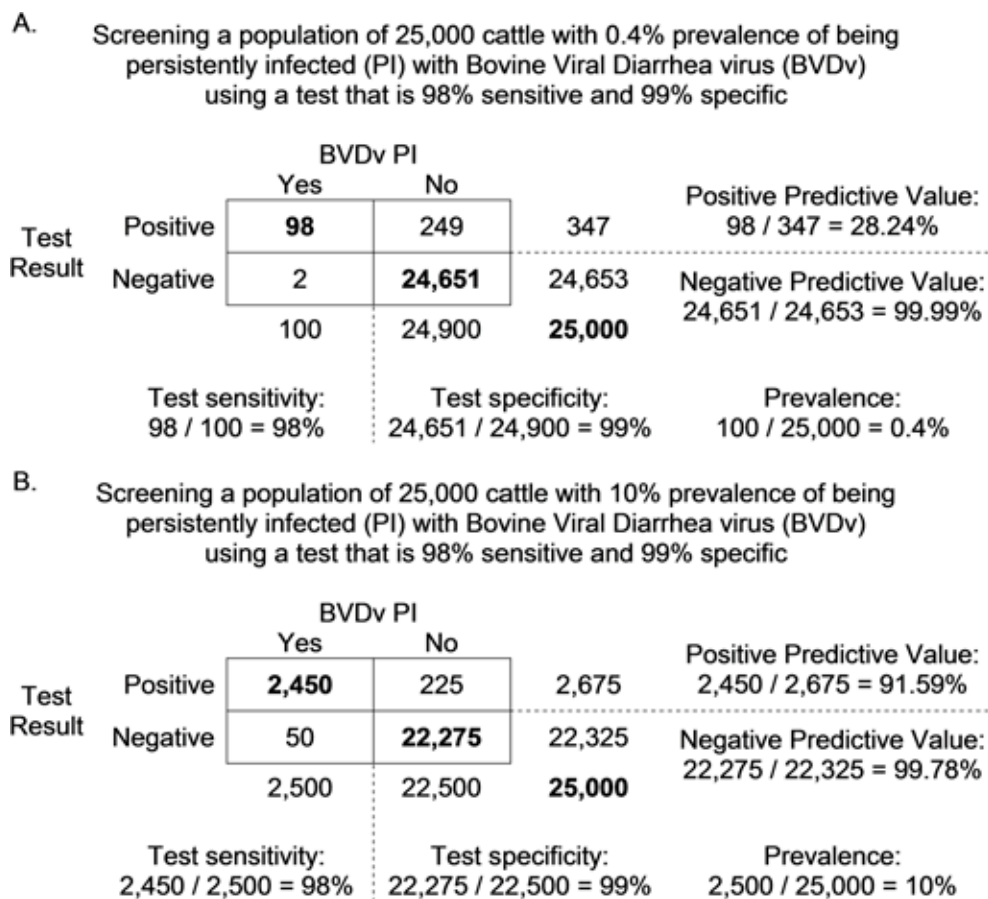 A.
Screening a population of 25,000 cattle with 0.4% prevalence of being
persistently infected (PI) with Bovine Viral Diarrhea virus (BVDv)
using a test that is 98% sensitive and 99% specific
BVDv PI
Yes No
Test
Result
Positive 98 249 347
Negative 2 24,651 24,653
100 24,900 25,000
Positive Predictive Value:
98 / 347 = 28.24%
Negative Predictive Value:
24,651 / 24,653 = 99.99%
Test sensitivity:
98 / 100 = 98%
Test specificity:
24,651 / 24,900 = 99%
Prevalence:
100 / 25,000 = 0.4%
B.
Screening a population of 25,000 cattle with 10% prevalence of being
persistently infected (PI) with Bovine Viral Diarrhea virus (BVDv)
using a test that is 98% sensitive and 99% specific
BVDv PI
Yes No
Test
Result
Positive 2,450 225 2,675
Negative 50 22,275 22,325
2,500 22,500 25,000
Positive Predictive Value:
2,450 / 2,675 = 91.59%
Negative Predictive Value:
22,275 / 22,325 = 99.78%
Test sensitivity:
2,450 / 2,500 = 98%
Test specificity:
22,275 / 22,500 = 99%
Prevalence:
2,500 / 25,000 = 10%